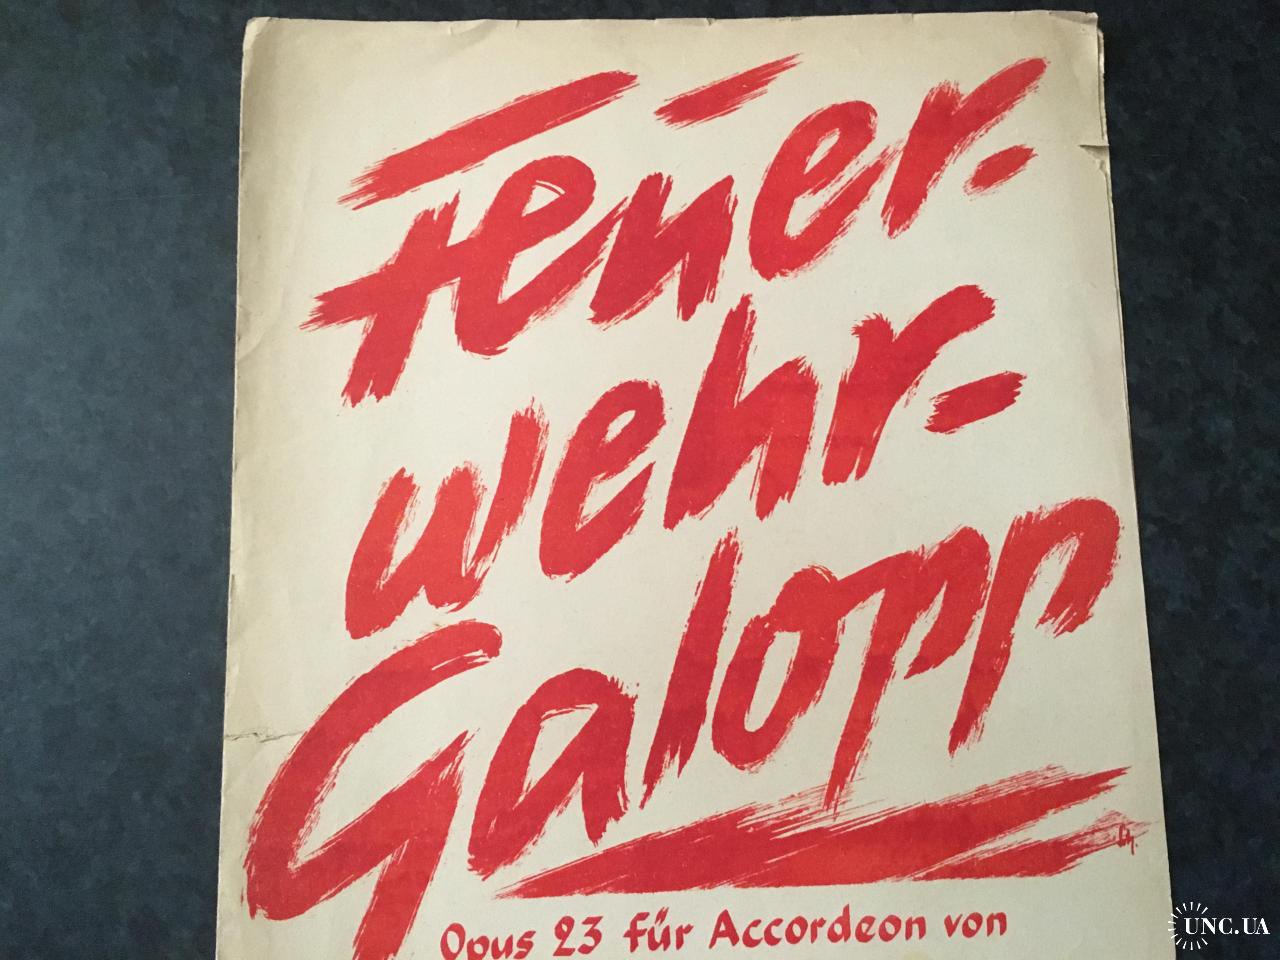 Feuer-
wehr-
Galopp
Opus 23 für Accordeon von
UNC.UA